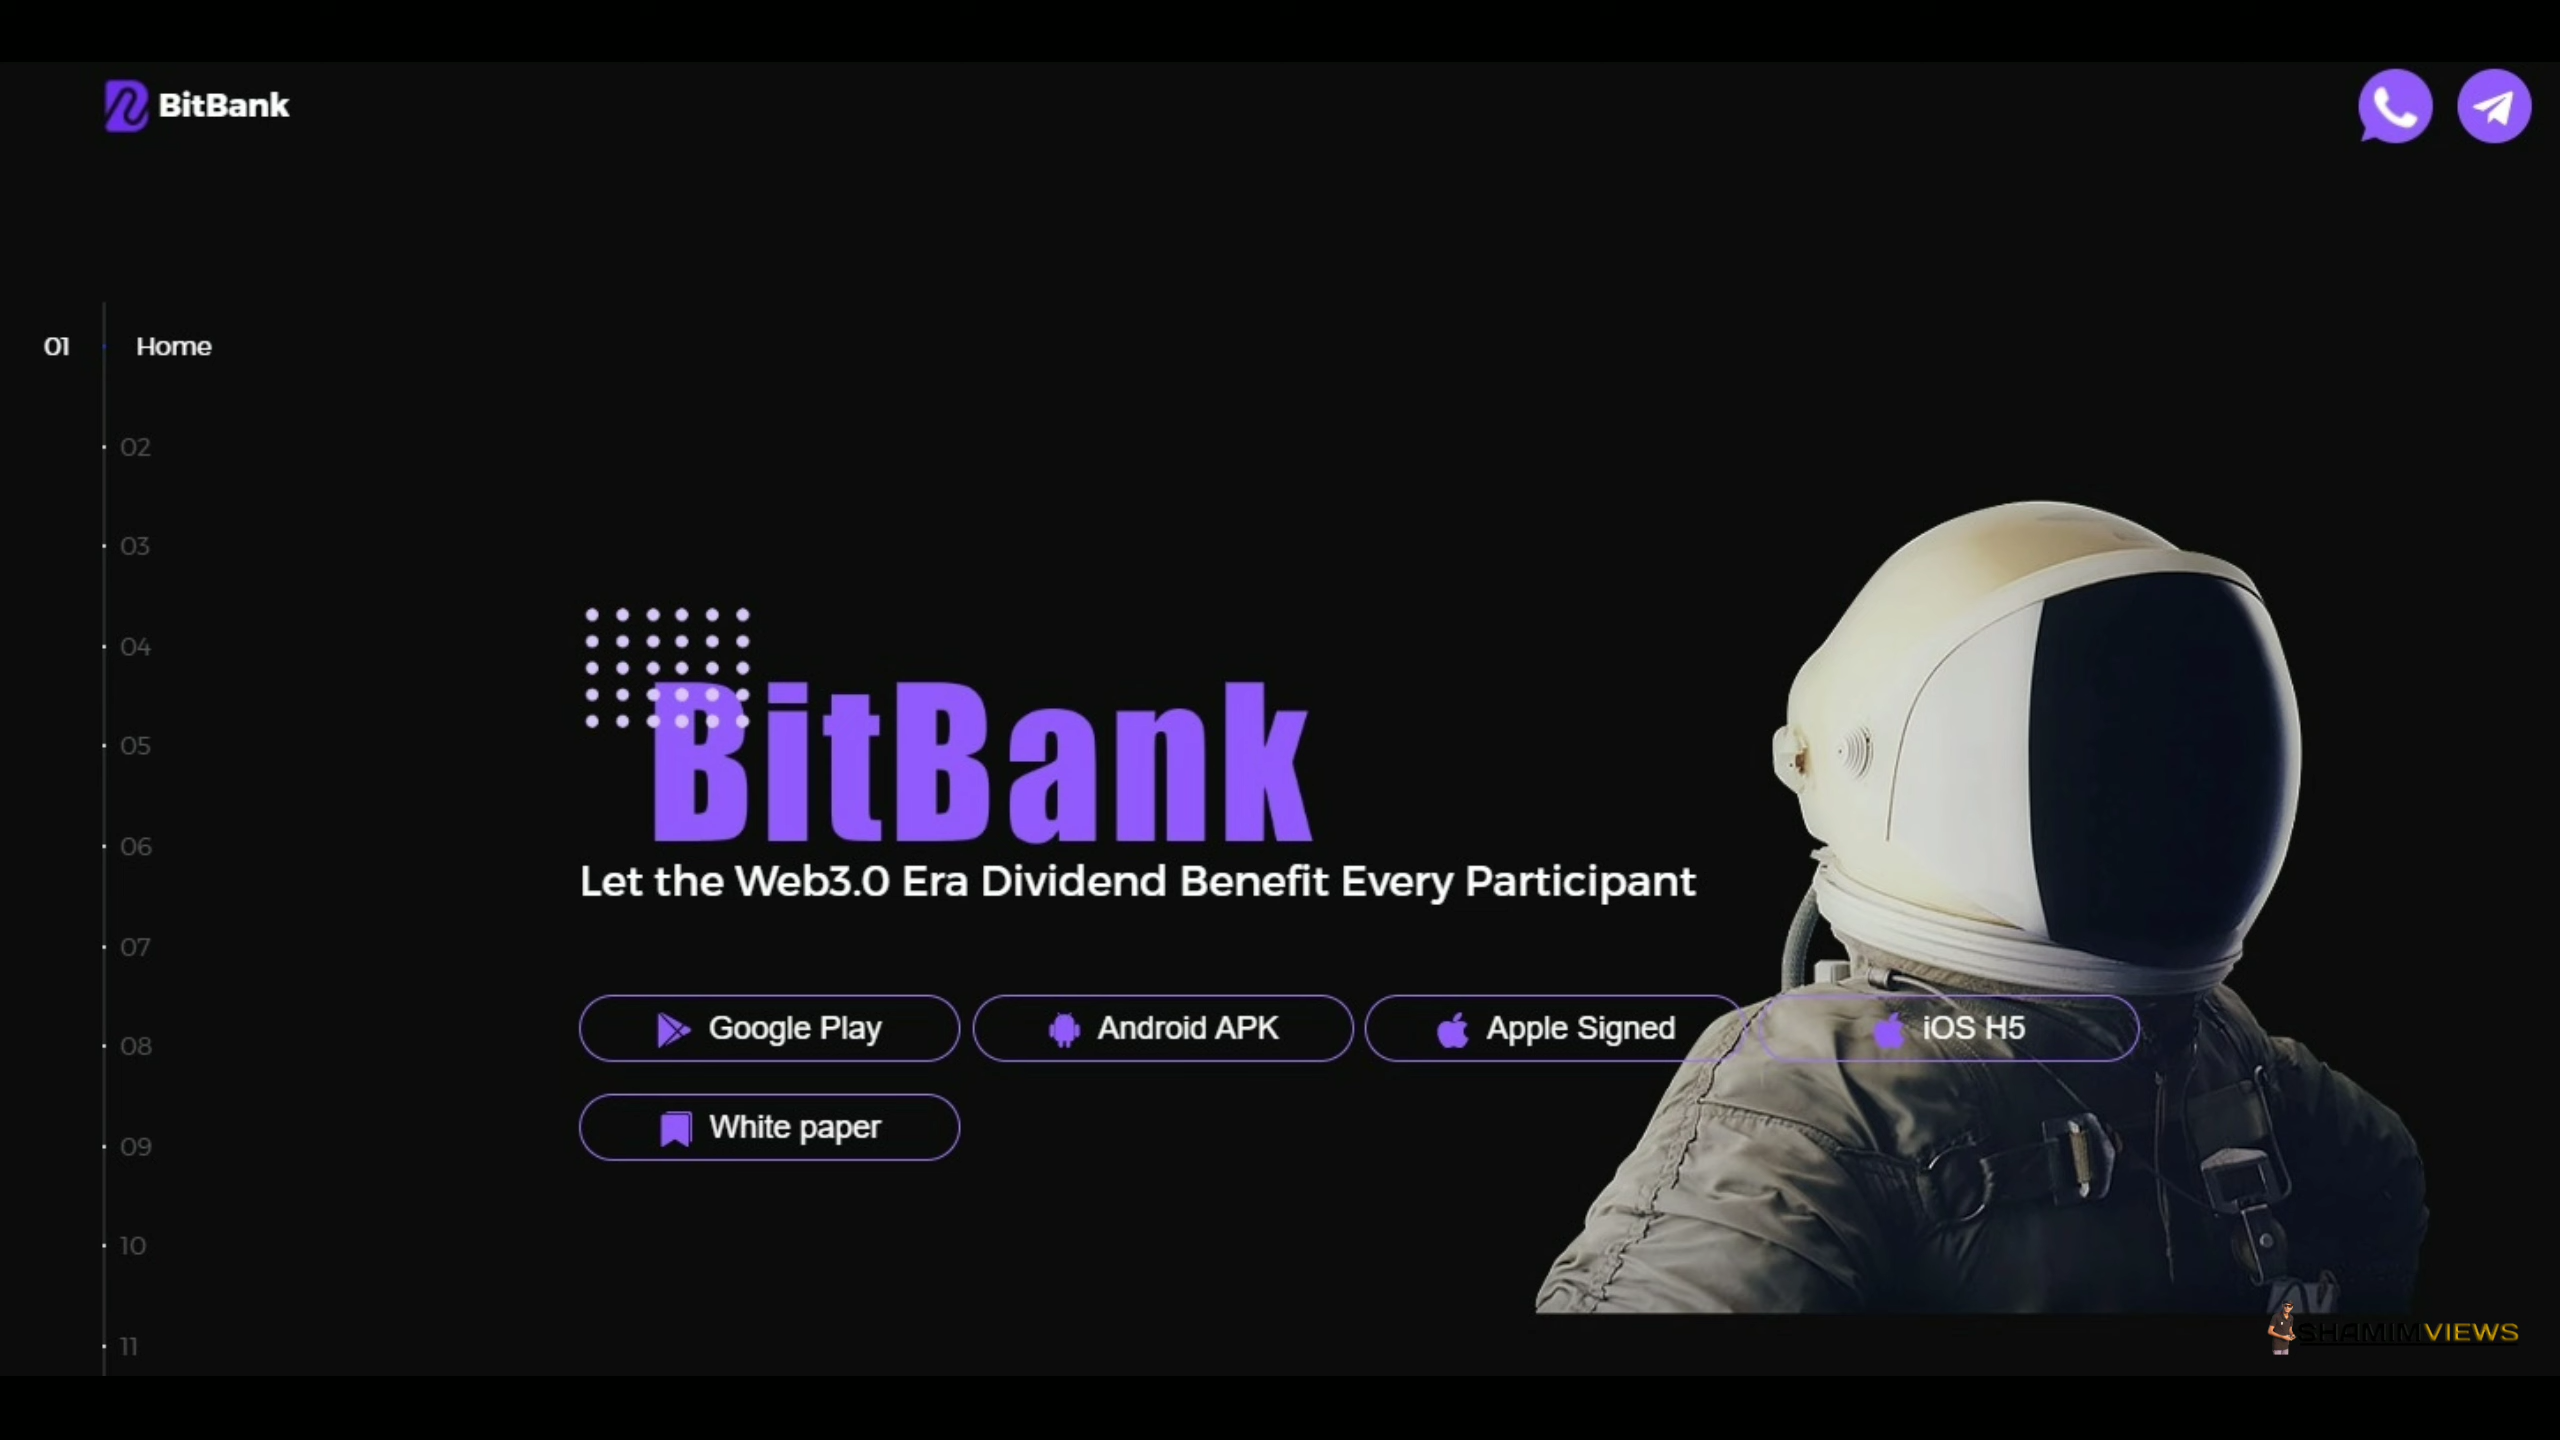 BitBank
01 Home
02
03
04
05
06
07
08
09
10
11
BitBank
Let the Web3.0 Era Dividend Benefit Every Participant
Google Play
Android APK
Apple Signed
iOS H5
White paper
SHAMIMVIEWS